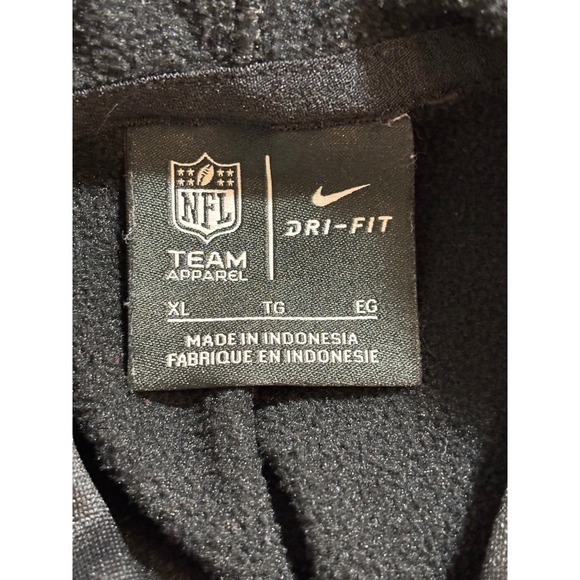 NFL
TEAM
APPAREL
DRI-FIT
XL TG EG
MADE IN INDONESIA
FABRIQUE EN INDONESIE